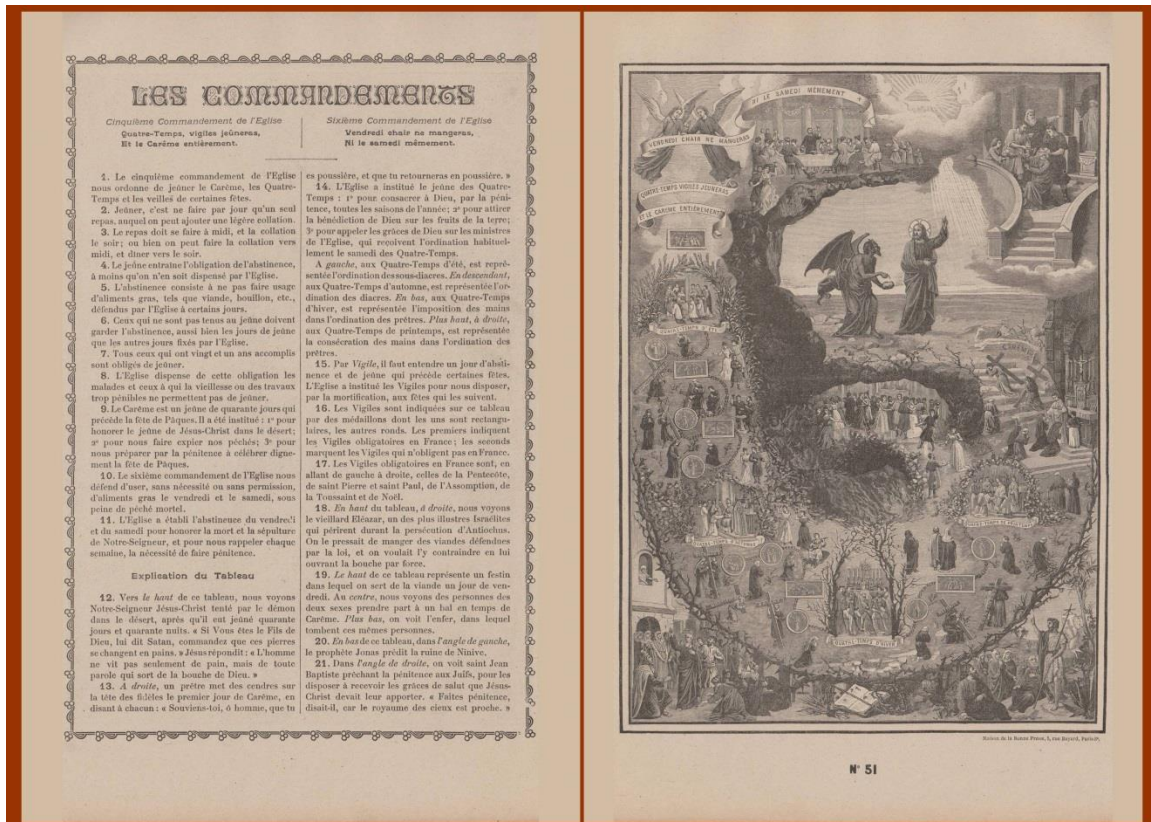 LES COMMANDEMENTS
Cinquième Commandement de l'Eglise
Quatre-Temps, vigiles jeûneras,
Et le Carême entièrement.
Sixième Commandement de l'Eglise
Vendredi chair ne mangeras,
Ni le samedi mêmement.
1. Le cinquième commandement de l'Eglise
nous ordonne de jeûner le Carême, les Quatre-
Temps et les veilles de certaines fêtes.
2. Jeûner, c'est ne faire par jour qu'un seul
repas, auquel on peut ajouter une légère collation.
3. Le repas doit se faire à midi, et la collation
le soir; ou bien on peut faire la collation vers
midi, et dîner vers le soir.
4. Le jeûne entraîne l'obligation de l'abstinence,
à moins qu'on n'en soit dispensé par l'Eglise.
5. L'abstinence consiste à ne pas faire usage
d'aliments gras, tels que viande, bouillon, etc.,
défendus par l'Eglise à certains jours.
6. Ceux qui ne sont pas tenus au jeûne doivent
garder l'abstinence, aussi bien les jours de jeûne
que les autres jours fixés par l'Eglise.
7. Tous ceux qui ont vingt et un ans accomplis
sont obligés de jeûner.
8. L'Eglise dispense de cette obligation les
malades et ceux à qui la vieillesse ou des travaux
trop pénibles ne permettent pas de jeûner.
9. Le Carême est un jeûne de quarante jours qui
précède la fête de Pâques. Il a été institué : 1° pour
honorer le jeûne de Jésus-Christ dans le désert;
2° pour nous faire expier nos péchés; 3° pour
nous préparer par la pénitence à célébrer digne-
ment la fête de Pâques.
10. Le sixième commandement de l'Eglise nous
défend d'user, sans nécessité ou sans permission,
d'aliments gras le vendredi et le samedi, sous
peine de péché mortel.
11. L'Eglise a établi l'abstinence du vendredi
et du samedi pour honorer la mort et la sépulture
de Notre-Seigneur, et pour nous rappeler chaque
semaine, la nécessité de faire pénitence.
Explication du Tableau
12. Vers le haut de ce tableau, nous voyons
Notre-Seigneur Jésus-Christ tenté par le démon
dans le désert, après qu'il eut jeûné quarante
jours et quarante nuits. « Si Vous êtes le Fils de
Dieu, lui dit Satan, commandez que ces pierres
se changent en pains. » Jésus répondit : « L'homme
ne vit pas seulement de pain, mais de toute
parole qui sort de la bouche de Dieu. »
13. A droite, un prêtre met des cendres sur
la tête des fidèles le premier jour de Carême, en
disant à chacun : « Souviens-toi, ô homme, que tu
es poussière, et que tu retourneras en poussière. »
14. L'Eglise a institué le jeûne des Quatre-
Temps : 1° pour consacrer à Dieu, par la péni-
tence, toutes les saisons de l'année; 2° pour attirer
la bénédiction de Dieu sur les fruits de la terre;
3° pour appeler les grâces de Dieu sur les ministres
de l'Eglise, qui reçoivent l'ordination habituel-
lement le samedi des Quatre-Temps.
A gauche, aux Quatre-Temps d'été, est repré-
sentée l'ordination des sous-diacres. En descendant,
aux Quatre-Temps d'automne, est représentée l'or-
dination des diacres. En bas, aux Quatre-Temps
d'hiver, est représentée l'imposition des mains
dans l'ordination des prêtres. Plus haut, à droite,
aux Quatre-Temps de printemps, est représentée
la consécration des mains dans l'ordination des
prêtres.
15. Par Vigile, il faut entendre un jour d'absti-
nence et de jeûne qui précède certaines fêtes.
L'Eglise a institué les Vigiles pour nous disposer,
par la mortification, aux fêtes qui les suivent.
16. Les Vigiles sont indiquées sur ce tableau
par des médaillons dont les uns sont rectangu-
laires, les autres ronds. Les premiers indiquent
les Vigiles obligatoires en France; les seconds
marquent les Vigiles qui n'obligent pas en France.
17. Les Vigiles obligatoires en France sont, en
allant de gauche à droite, celles de la Pentecôte,
de saint Pierre et saint Paul, de l'Assomption, de
la Toussaint et de Noël.
18. En haut du tableau, à droite, nous voyons
le vieillard Eléazar, un des plus illustres Israélites
qui périrent durant la persécution d'Antiochus.
On le pressait de manger des viandes défendues
par la loi, et on voulait l'y contraindre en lui
ouvrant la bouche par force.
19. Le haut de ce tableau représente un festin
dans lequel on sert de la viande un jour de ven-
dredi. Au centre, nous voyons des personnes des
deux sexes prendre part à un bal en temps de
Carême. Plus bas, on voit l'enfer, dans lequel
tombent ces mêmes personnes.
20. En bas de ce tableau, dans l'angle de gauche,
le prophète Jonas prédit la ruine de Ninive.
21. Dans l'angle de droite, on voit saint Jean
Baptiste prêchant la pénitence aux Juifs, pour les
disposer à recevoir les grâces de salut que Jésus-
Christ devait leur apporter. « Faites pénitence,
disait-il, car le royaume des cieux est proche. »
VENDREDI CHAIR NE MANGERAS
NI LE SAMEDI MÊMEMENT
QUATRE TEMPS VIGILES JEÛNERAS
ET LE CARÊME ENTIÈREMENT
QUATRE-TEMPS D'ÉTÉ
QUATRE-TEMPS D'HIVER
Maison de la Bonne Presse, 5, rue Bayard, Paris-8e.
N° 51